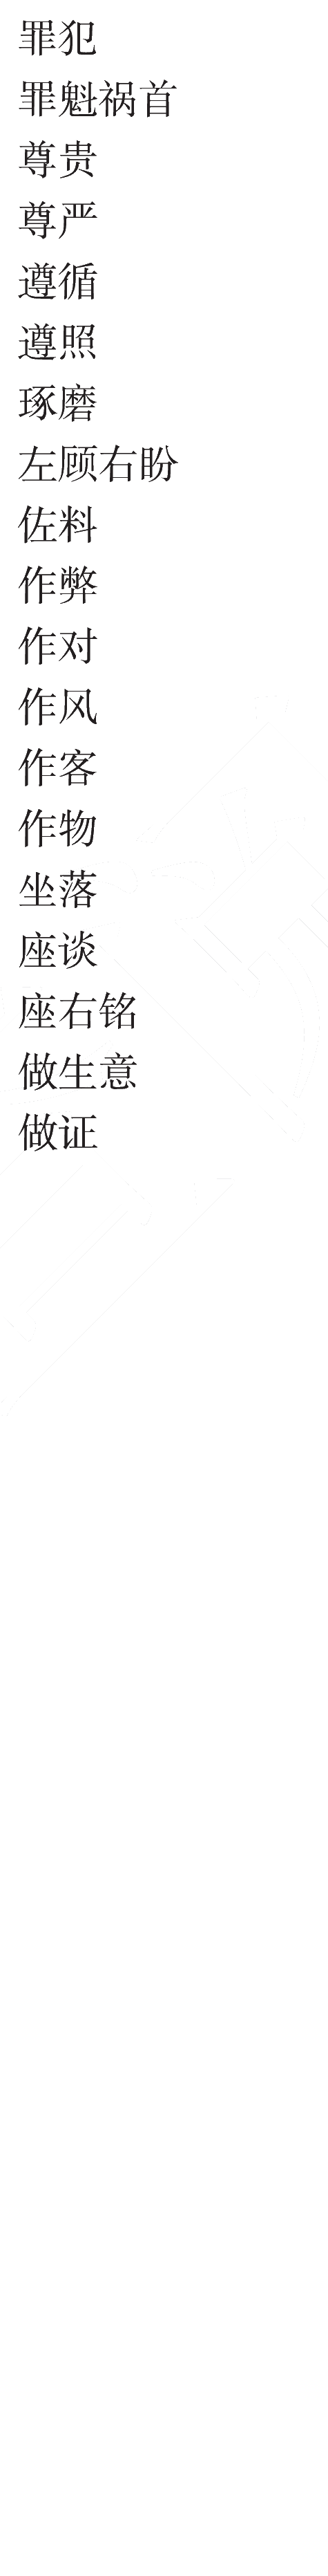 罪犯
罪魁祸首
尊贵
尊严
遵循
遵照
琢磨
左顾右盼
佐料
作弊
作对
作风
作客
作物
坐落
座谈
座右铭
做生意
做证